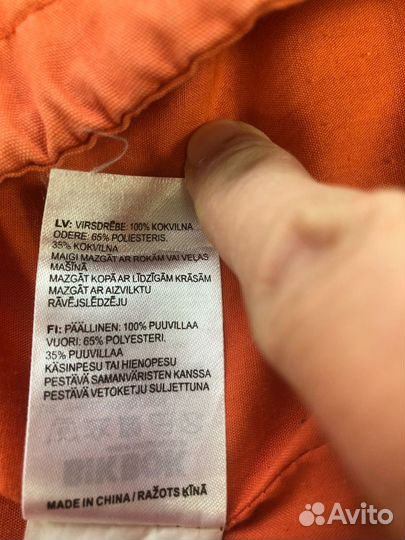 LV: VIRSDRĒBE: 100% KOKVILNA
ODERE: 65% POLIESTERIS.
35% KOKVILNA
MAIGI MAZGĀT AR ROKĀM VAI VEĻAS
MAŠĪNĀ
MAZGĀT KOPĀ AR LĪDZĪGĀM KRĀSĀM
MAZGĀT AR AIZVILKTU
RĀVĒJSLĒDZĒJU
FI: PÄÄLLINEN: 100% PUUVILLAA
VUORI: 65% POLYESTERI.
35% PUUVILLAA
KÄSINPESU TAI HIENOPESU
PESTÄVÄ SAMANVÄRISTEN KANSSA
PESTÄVÄ VETOKETJU SULJETTUNA
BIK BOK
MADE IN CHINA / RAŽOTS ĶĪNĀ
Avito